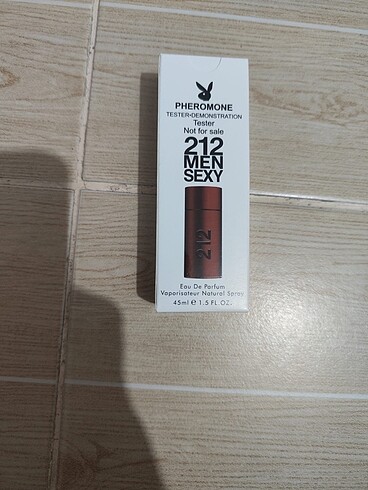 PHEROMONE
TESTER-DEMONSTRATION
Tester
Not for sale
212
MEN
SEXY
212
Eau De Parfum
Vaporisateur Natural Spray
45ml ℮ 1.5 FL.OZ.